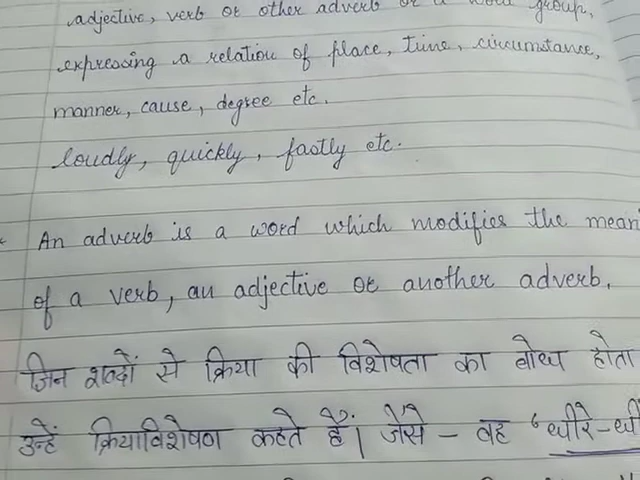 adjective, verb or other adverb or a word group,
expressing a relation of place, time, circumstance,
manner, cause, degree etc.
loudly, quickly, fastly etc.
An adverb is a word which modifies the mean
of a verb, an adjective or another adverb.
जिन शब्दों से क्रिया की विशेषता का बोध होता
उन्हें क्रियाविशेषण कहते हैं। जैसे - वह ‘धीरे-धी